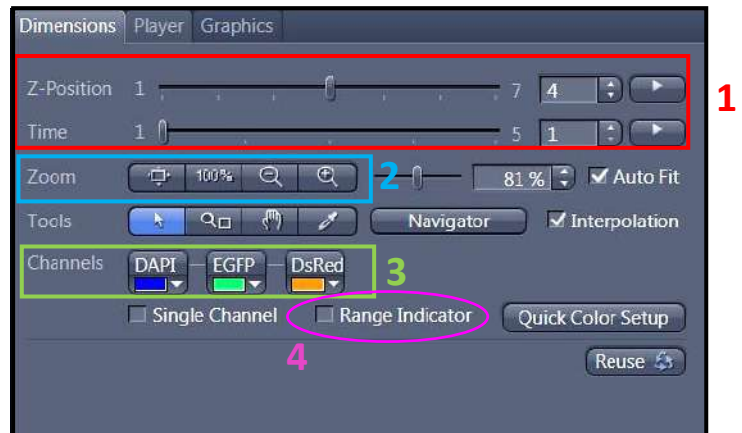 Dimensions Player Graphics
Z-Position 1 7 4
1
Time 1 5 1
Zoom 100% 2 81 % Auto Fit
Tools Navigator Interpolation
Channels DAPI EGFP DsRed 3
Single Channel Range Indicator Quick Color Setup
4
Reuse